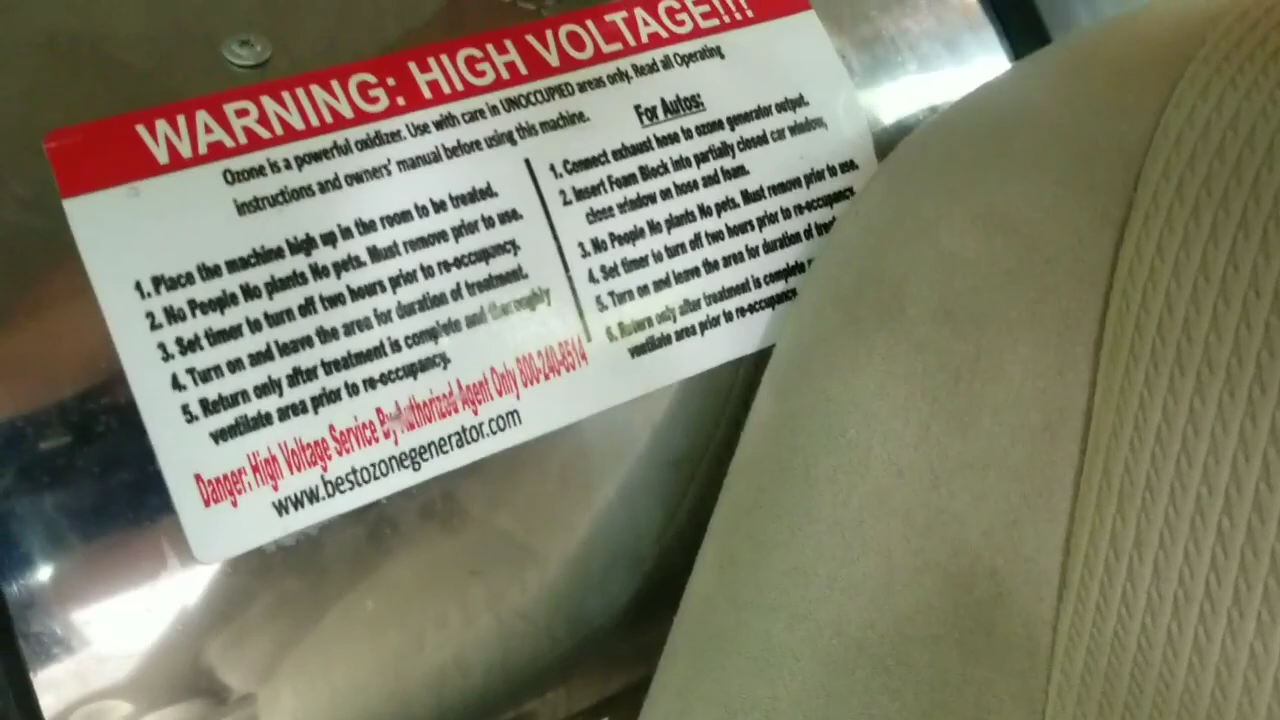 WARNING: HIGH VOLTAGE!!!
Ozone is a powerful oxidizer. Use with care in UNOCCUPIED areas only. Read all Operating
instructions and owners' manual before using this machine.
1. Place the machine high up in the room to be treated.
2. No People No plants No pets. Must remove prior to use.
3. Set timer to turn off two hours prior to re-occupancy.
4. Turn on and leave the area for duration of treatment.
5. Return only after treatment is complete and thoroughly
ventilate area prior to re-occupancy.
For Autos:
1. Connect exhaust hose to ozone generator output.
2. Insert Foam Block into partially closed car window,
close window on hose and foam.
3. No People No plants No pets. Must remove prior to use.
4. Set timer to turn off two hours prior to re-occupancy.
5. Turn on and leave the area for duration of
6. Return only after treatment is complete
ventilate area prior to re-occupancy.
Danger: High Voltage Service By Authorized Agent Only 800-240-8514
www.bestozonegenerator.com